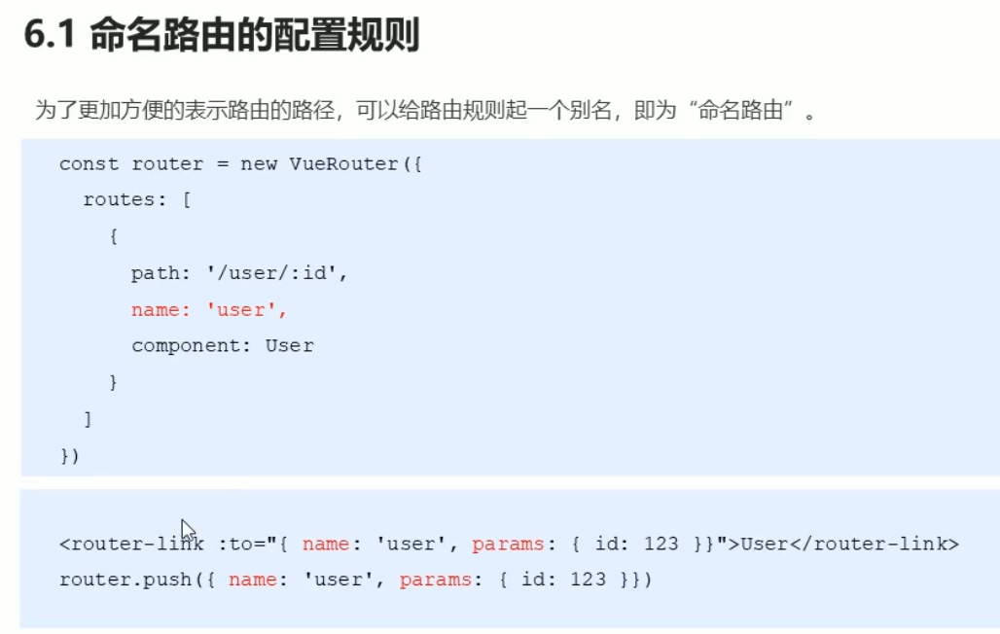 6.1 命名路由的配置规则
为了更加方便的表示路由的路径，可以给路由规则起一个别名，即为“命名路由”。
const router = new VueRouter({
  routes: [
    {
      path: '/user/:id',
      name: 'user',
      component: User
    }
  ]
})
<router-link :to="{ name: 'user', params: { id: 123 }}">User</router-link>
router.push({ name: 'user', params: { id: 123 }})